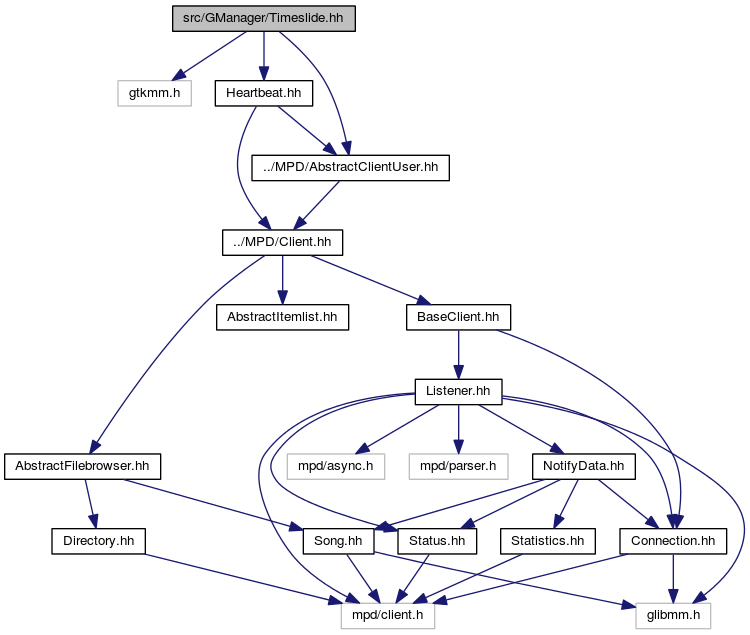 src/GManager/Timeslide.hh
gtkmm.h
Heartbeat.hh
../MPD/AbstractClientUser.hh
../MPD/Client.hh
AbstractItemlist.hh
BaseClient.hh
Listener.hh
AbstractFilebrowser.hh
mpd/async.h
mpd/parser.h
NotifyData.hh
Directory.hh
Song.hh
Status.hh
Statistics.hh
Connection.hh
mpd/client.h
glibmm.h